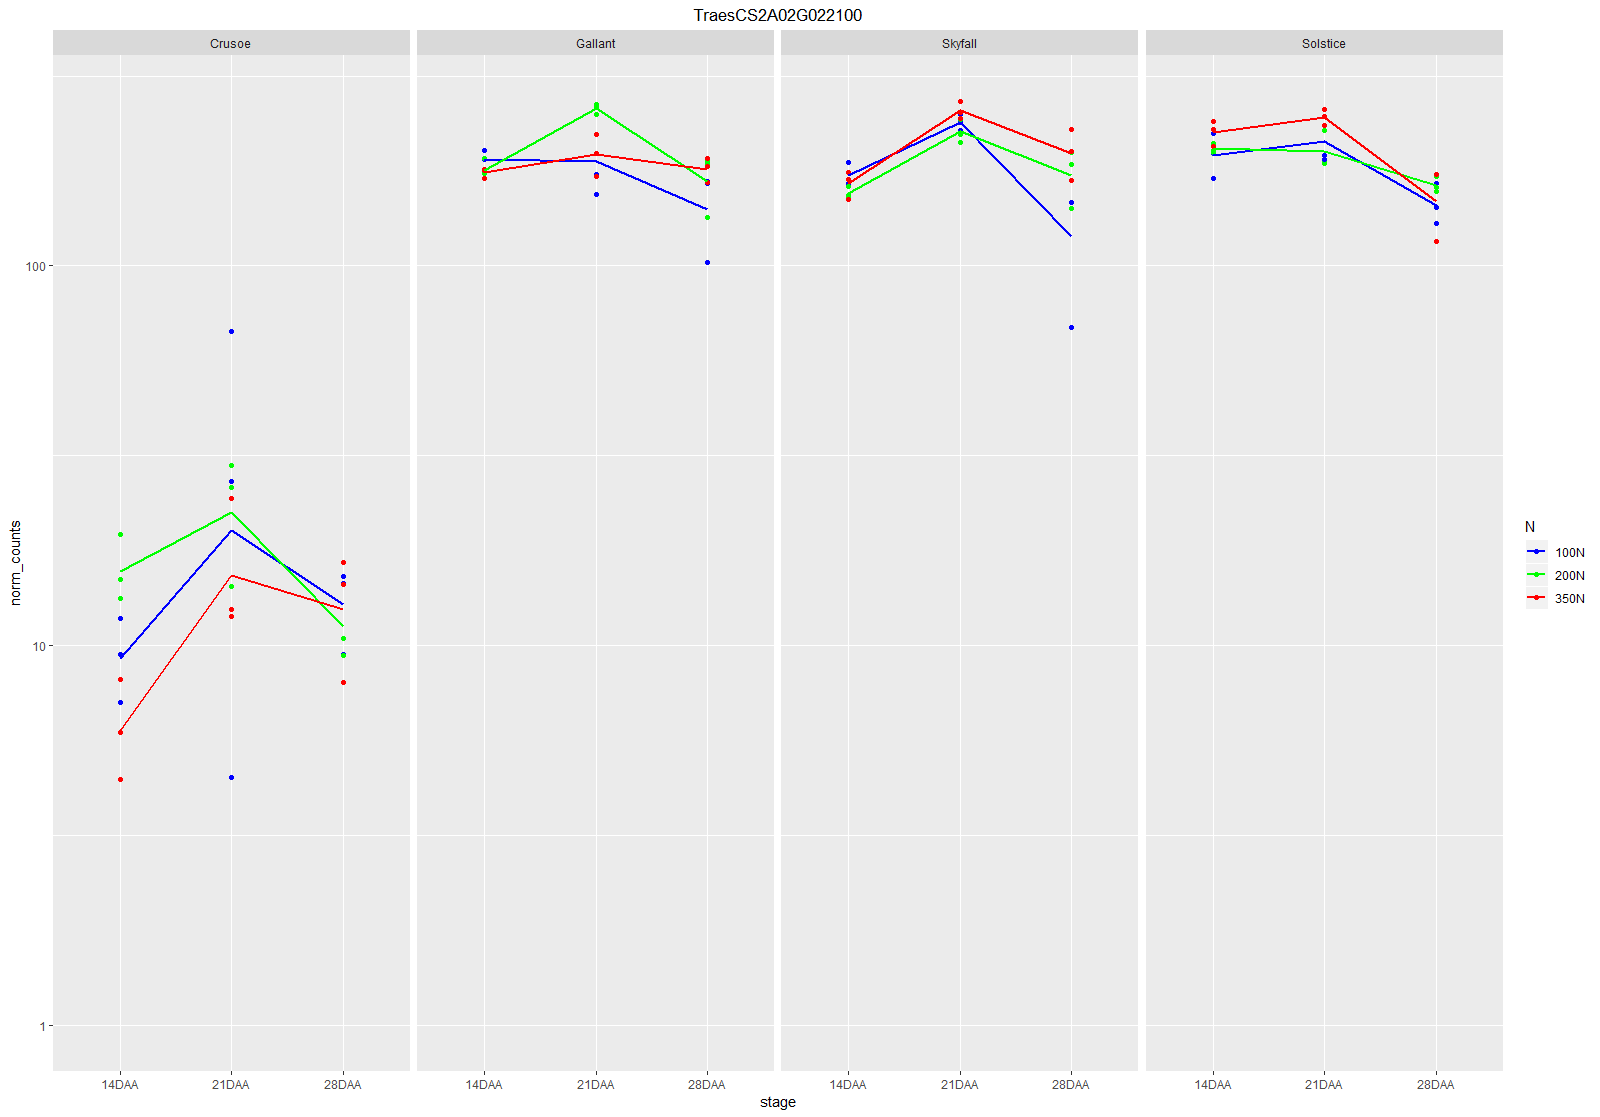 TraesCS2A02G022100
Crusoe
Gallant
Skyfall
Solstice
norm_counts
100
10
1
14DAA
21DAA
28DAA
14DAA
21DAA
28DAA
14DAA
21DAA
28DAA
14DAA
21DAA
28DAA
stage
N
100N
200N
350N